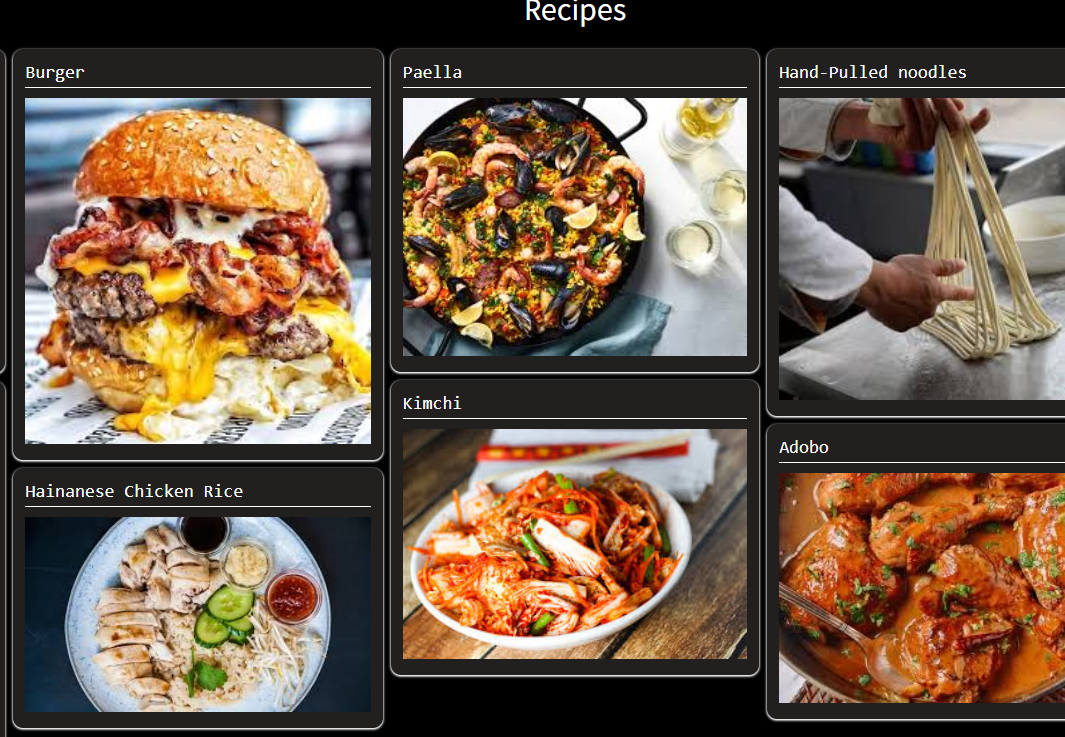 Recipes
Burger
Paella
Hand-Pulled noodles
Kimchi
Adobo
Hainanese Chicken Rice